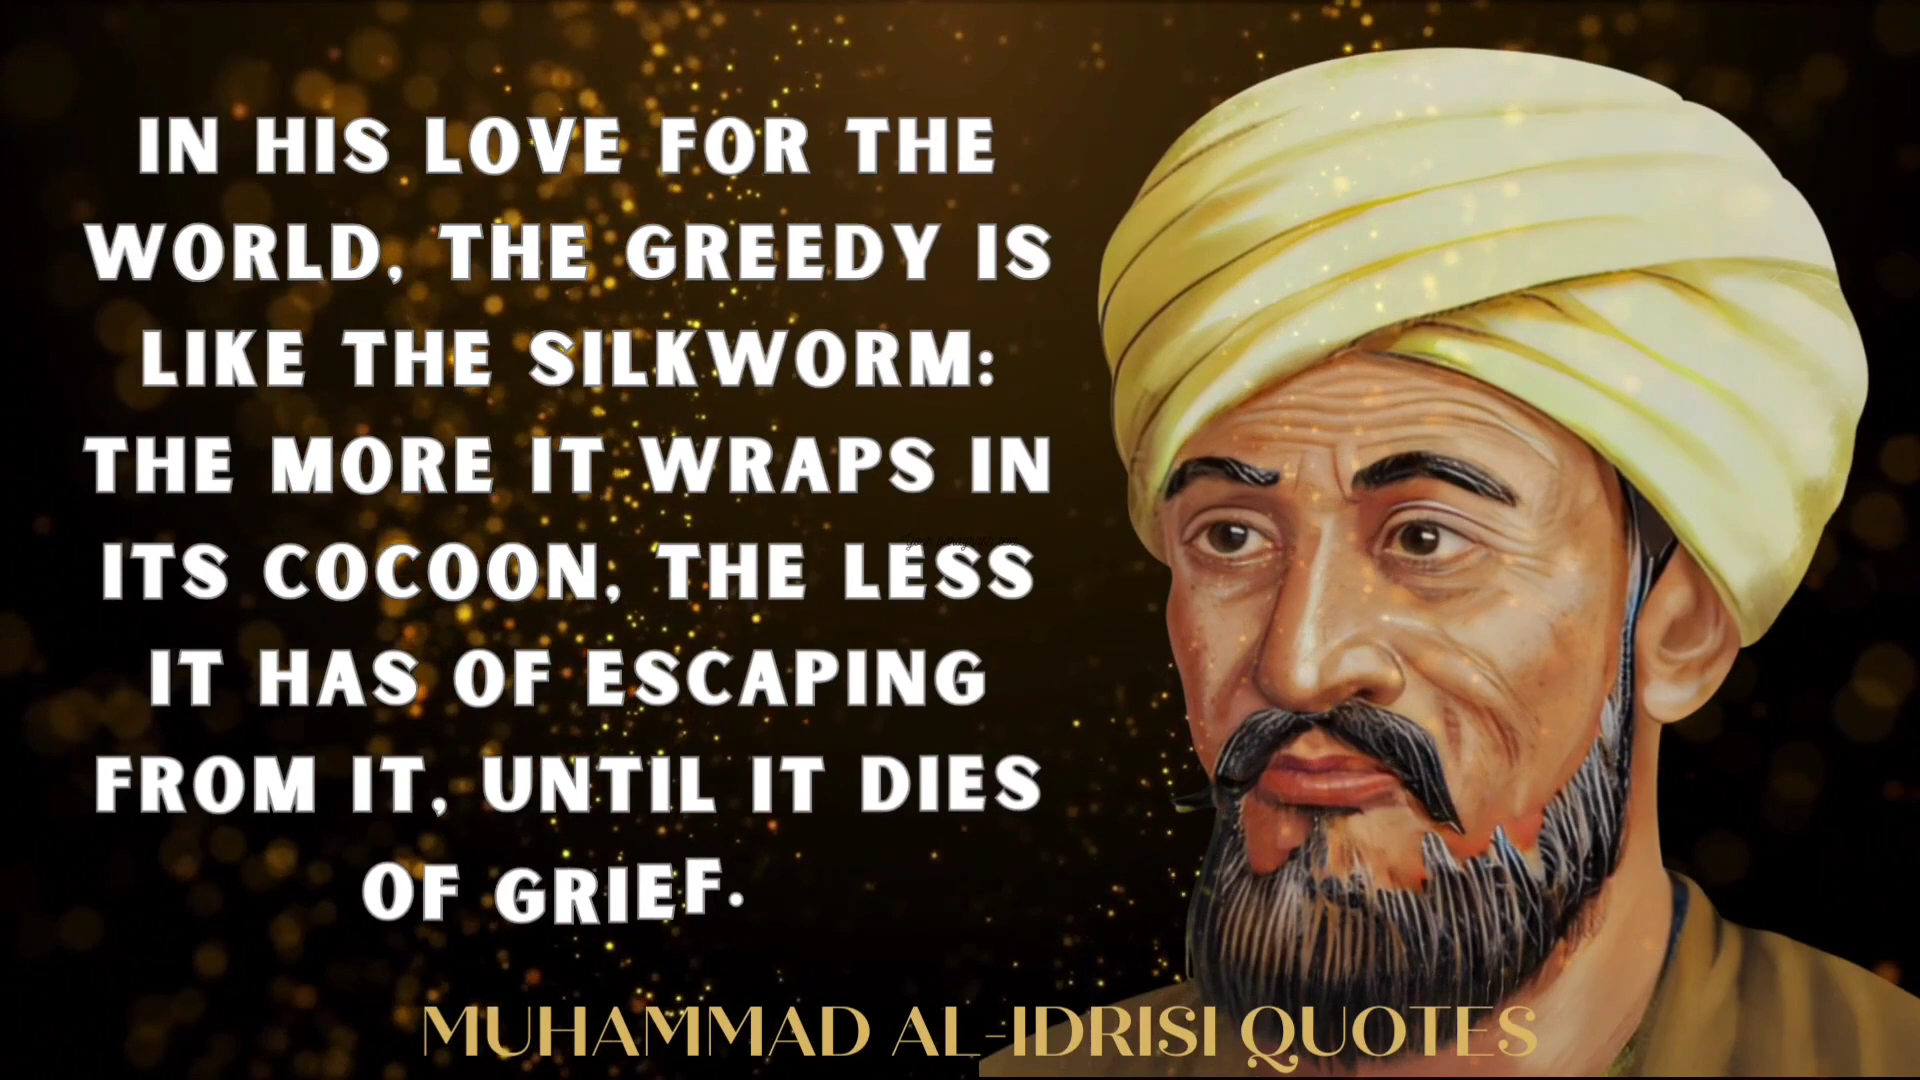 IN HIS LOVE FOR THE
WORLD, THE GREEDY IS
LIKE THE SILKWORM:
THE MORE IT WRAPS IN
ITS COCOON, THE LESS
IT HAS OF ESCAPING
FROM IT, UNTIL IT DIES
OF GRIEF.
MUHAMMAD AL-IDRISI QUOTES